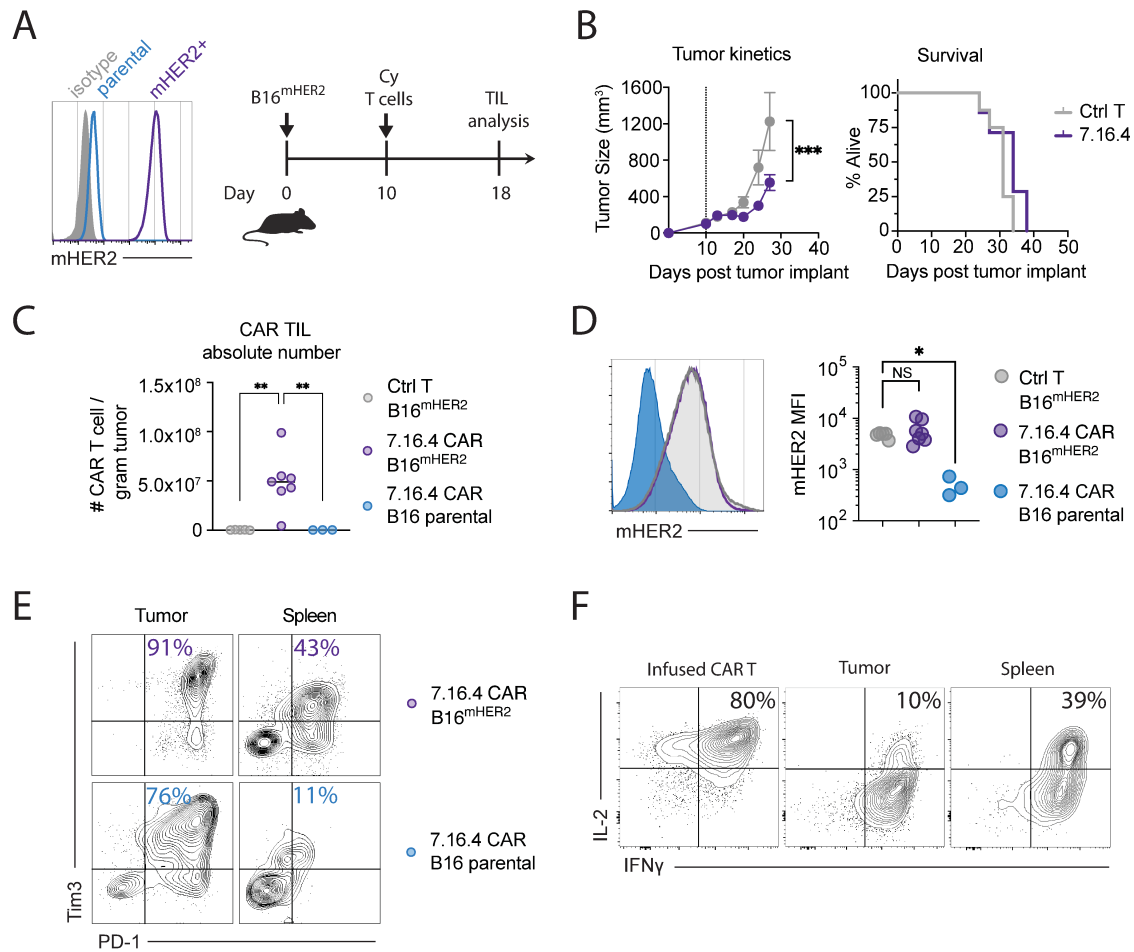 A
isotype
parental
mHER2+
mHER2
B16mHER2
Cy
T cells
TIL
analysis
Day
0
10
18
B
Tumor kinetics
Tumor Size (mm³)
1600
1200
800
400
0
0
10
20
30
40
Days post tumor implant
***
Survival
% Alive
100
75
50
25
0
0
10
20
30
40
50
Days post tumor implant
Ctrl T
7.16.4
C
CAR TIL
absolute number
# CAR T cell /
gram tumor
1.5x10⁸
1.0x10⁸
5.0x10⁷
0
**
**
Ctrl T
B16mHER2
7.16.4 CAR
B16mHER2
7.16.4 CAR
B16 parental
D
mHER2
mHER2 MFI
10⁵
10⁴
10³
10²
*
NS
Ctrl T
B16mHER2
7.16.4 CAR
B16mHER2
7.16.4 CAR
B16 parental
E
Tumor
Spleen
91%
43%
76%
11%
Tim3
PD-1
7.16.4 CAR
B16mHER2
7.16.4 CAR
B16 parental
F
Infused CAR T
Tumor
Spleen
80%
10%
39%
IL-2
IFNγ